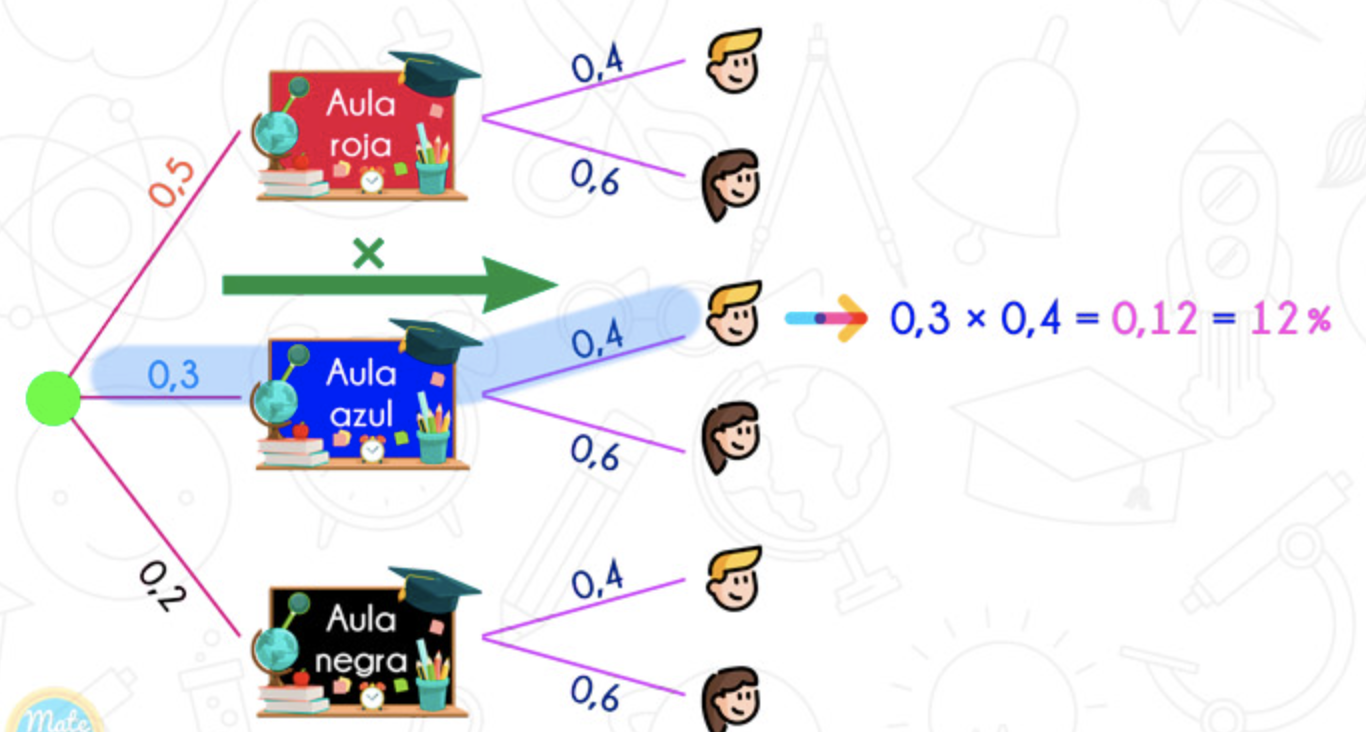 0,4
Aula
roja
0,5
0,6
×
0,3 × 0,4 = 0,12 = 12%
0,4
0,3
Aula
azul
0,6
0,4
0,2
Aula
negra
0,6
Mate